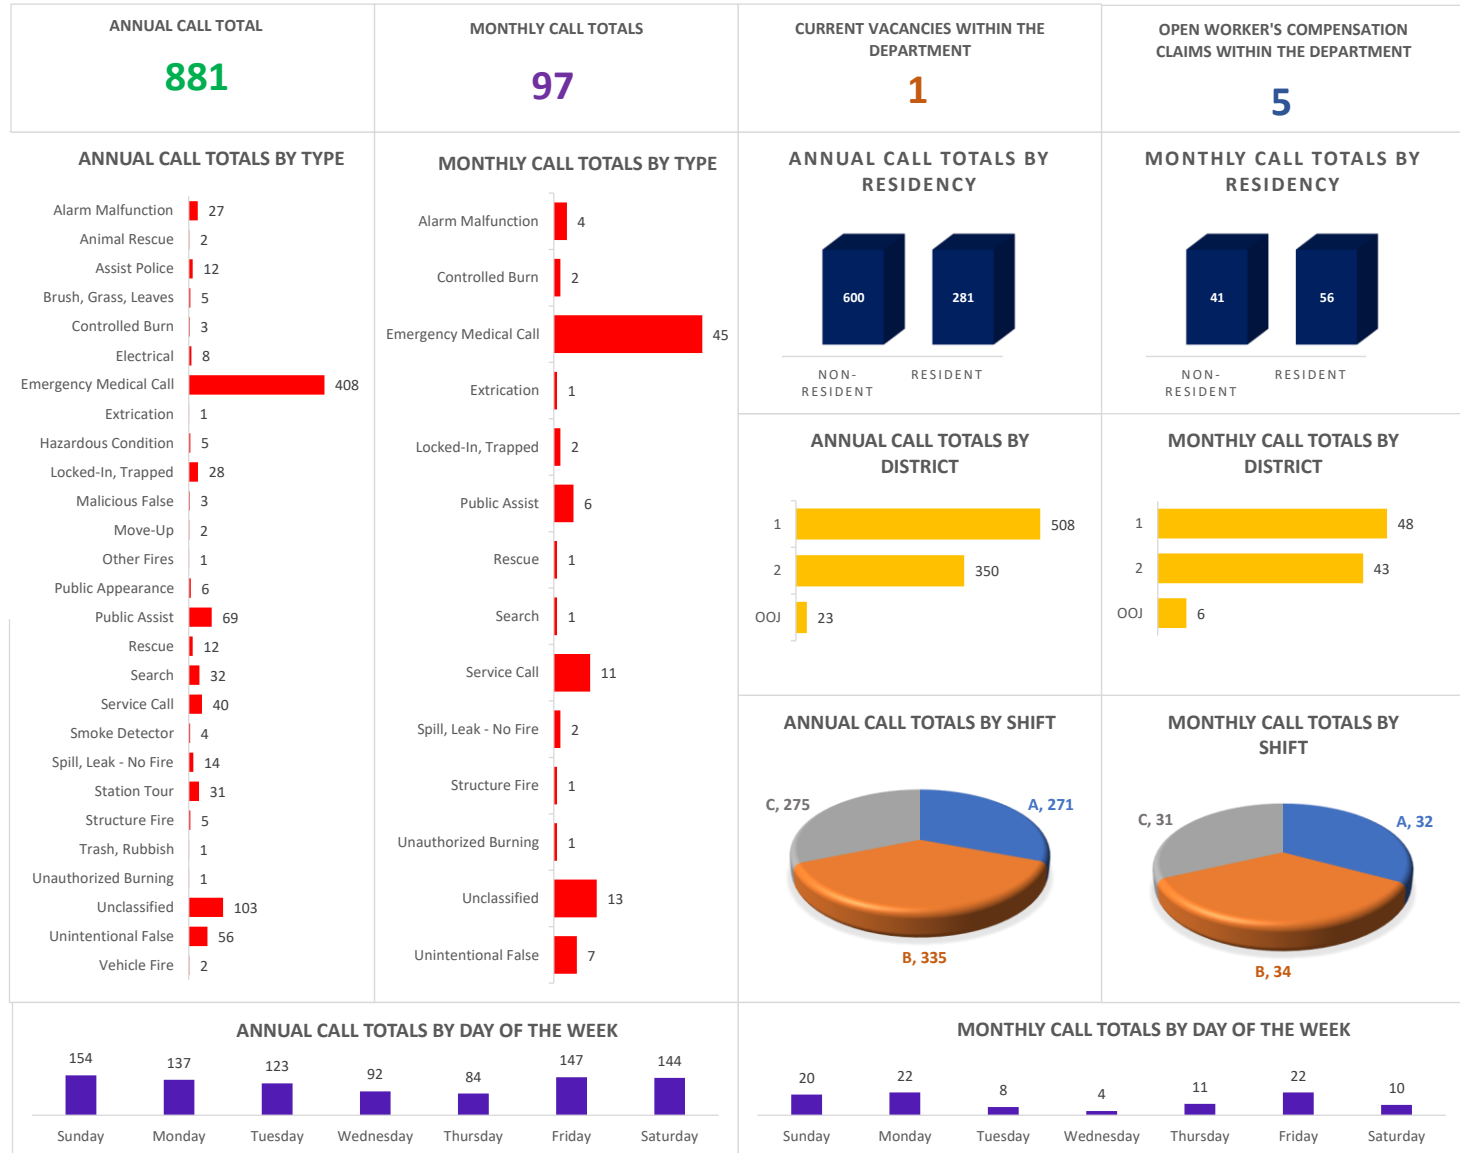 ANNUAL CALL TOTAL
881
MONTHLY CALL TOTALS
97
CURRENT VACANCIES WITHIN THE
DEPARTMENT
1
OPEN WORKER'S COMPENSATION
CLAIMS WITHIN THE DEPARTMENT
5
ANNUAL CALL TOTALS BY TYPE
Alarm Malfunction 27
Animal Rescue 2
Assist Police 12
Brush, Grass, Leaves 5
Controlled Burn 3
Electrical 8
Emergency Medical Call 408
Extrication 1
Hazardous Condition 5
Locked-In, Trapped 28
Malicious False 3
Move-Up 2
Other Fires 1
Public Appearance 6
Public Assist 69
Rescue 12
Search 32
Service Call 40
Smoke Detector 4
Spill, Leak - No Fire 14
Station Tour 31
Structure Fire 5
Trash, Rubbish 1
Unauthorized Burning 1
Unclassified 103
Unintentional False 56
Vehicle Fire 2
MONTHLY CALL TOTALS BY TYPE
Alarm Malfunction 4
Controlled Burn 2
Emergency Medical Call 45
Extrication 1
Locked-In, Trapped 2
Public Assist 6
Rescue 1
Search 1
Service Call 11
Spill, Leak - No Fire 2
Structure Fire 1
Unauthorized Burning 1
Unclassified 13
Unintentional False 7
ANNUAL CALL TOTALS BY
RESIDENCY
600 281
NON- RESIDENT
RESIDENT
MONTHLY CALL TOTALS BY
RESIDENCY
41 56
NON- RESIDENT
RESIDENT
ANNUAL CALL TOTALS BY
DISTRICT
1 508
2 350
OOJ 23
MONTHLY CALL TOTALS BY
DISTRICT
1 48
2 43
OOJ 6
ANNUAL CALL TOTALS BY SHIFT
C, 275 A, 271
B, 335
MONTHLY CALL TOTALS BY
SHIFT
C, 31 A, 32
B, 34
ANNUAL CALL TOTALS BY DAY OF THE WEEK
154 137 123 92 84 147 144
Sunday Monday Tuesday Wednesday Thursday Friday Saturday
MONTHLY CALL TOTALS BY DAY OF THE WEEK
20 22 8 4 11 22 10
Sunday Monday Tuesday Wednesday Thursday Friday Saturday